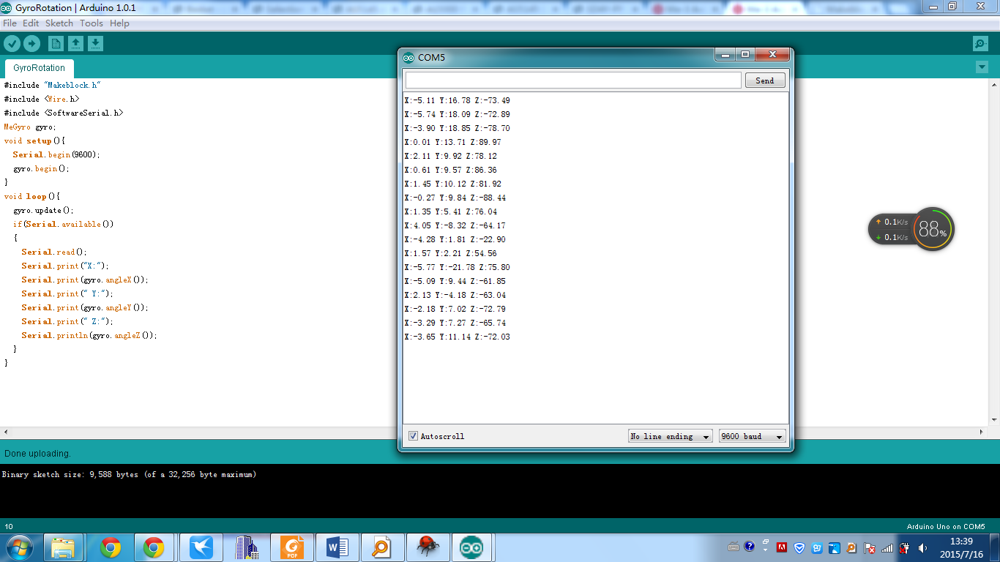 GyroRotation | Arduino 1.0.1
File Edit Sketch Tools Help
GyroRotation
#include "Makeblock.h"
#include <Wire.h>
#include <SoftwareSerial.h>
MeGyro gyro;
void setup(){
  Serial.begin(9600);
  gyro.begin();
}
void loop(){
  gyro.update();
  if(Serial.available())
  {
    Serial.read();
    Serial.print("X:");
    Serial.print(gyro.angleX());
    Serial.print(" Y:");
    Serial.print(gyro.angleY());
    Serial.print(" Z:");
    Serial.println(gyro.angleZ());
  }
}
COM5
Send
X:-5.11 Y:16.78 Z:-73.49
X:-5.74 Y:18.09 Z:-72.89
X:-3.90 Y:18.85 Z:-78.70
X:0.01 Y:13.71 Z:89.97
X:2.11 Y:9.92 Z:78.12
X:0.61 Y:9.57 Z:86.36
X:1.45 Y:10.12 Z:81.92
X:-0.27 Y:9.84 Z:-88.44
X:1.35 Y:5.41 Z:76.04
X:4.05 Y:-8.32 Z:-64.17
X:-4.28 Y:1.81 Z:-22.90
X:1.57 Y:2.21 Z:54.56
X:-5.77 Y:-21.78 Z:75.80
X:-5.09 Y:9.44 Z:-61.85
X:2.13 Y:-4.18 Z:-63.04
X:-2.18 Y:7.02 Z:-72.79
X:-3.29 Y:7.27 Z:-65.74
X:-3.65 Y:11.14 Z:-72.03
Autoscroll
No line ending
9600 baud
0.1K/s
0.1K/s
88%
Done uploading.
Binary sketch size: 9,588 bytes (of a 32,256 byte maximum)
10
Arduino Uno on COM5
PDF
13:39
2015/7/16